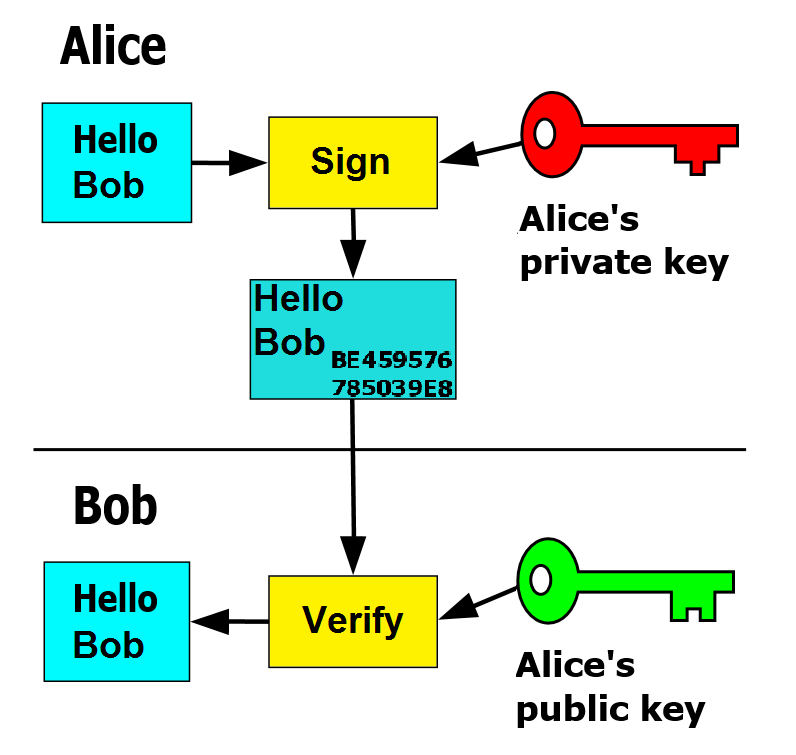 Alice
Hello
Bob
Sign
Alice's
private key
Hello
Bob
BE459576
785039E8
Bob
Hello
Bob
Verify
Alice's
public key